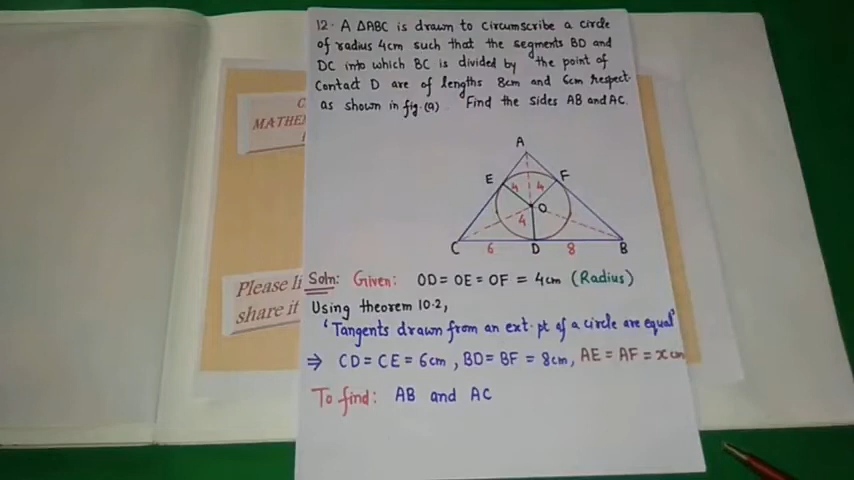 12. A ΔABC is drawn to circumscribe a circle
of radius 4cm such that the segments BD and
DC into which BC is divided by the point of
contact D are of lengths 8cm and 6cm respect.
as shown in fig.(a). Find the sides AB and AC.
MATHE
A
E
F
4
4
O
4
C
6
D
8
B
Soln: Given: OD = OE = OF = 4cm (Radius)
Please li
share it
Using theorem 10.2,
'Tangents drawn from an ext. pt of a circle are equal'
⇒ CD = CE = 6cm, BD = BF = 8cm, AE = AF = x cm
To find: AB and AC